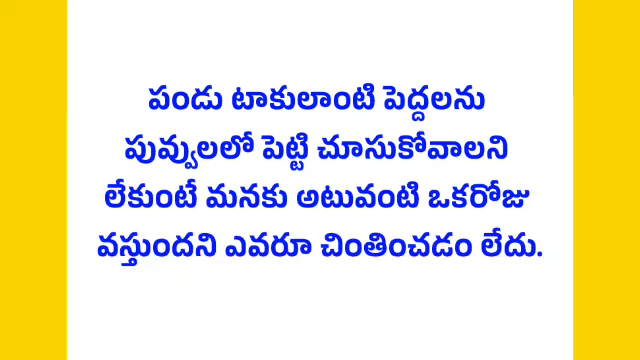 పండు టాకులాంటి పెద్దలను
పువ్వులలో పెట్టి చూసుకోవాలని
లేకుంటే మనకు అటువంటి ఒకరోజు
వస్తుందని ఎవరూ చింతించడం లేదు.